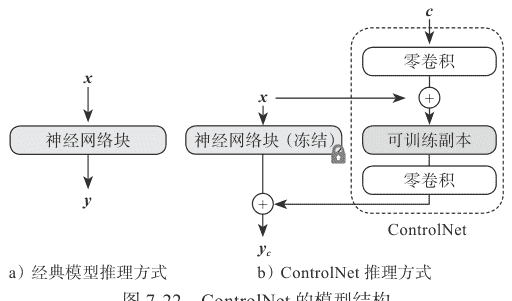 c
零卷积
x
x
+
神经网络块
神经网络块（冻结）
可训练副本
零卷积
+
y
ControlNet
y_c
a）经典模型推理方式
b）ControlNet 推理方式
图 7-22 ControlNet 的模型结构